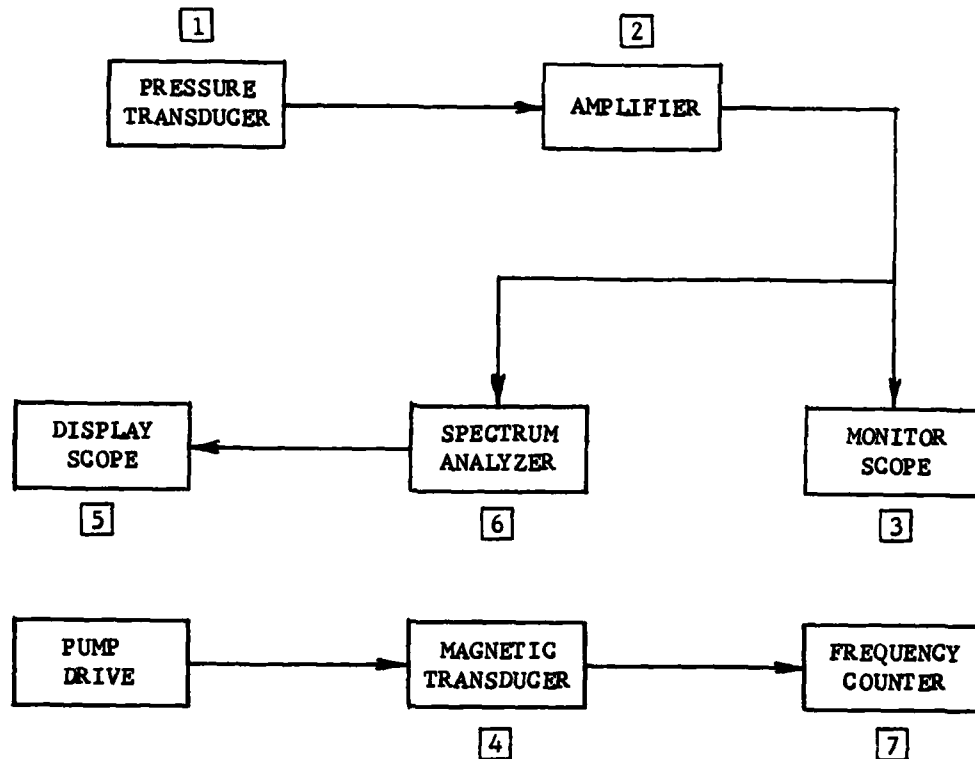 1
PRESSURE
TRANSDUCER
2
AMPLIFIER
DISPLAY
SCOPE
5
SPECTRUM
ANALYZER
6
MONITOR
SCOPE
3
PUMP
DRIVE
MAGNETIC
TRANSDUCER
4
FREQUENCY
COUNTER
7